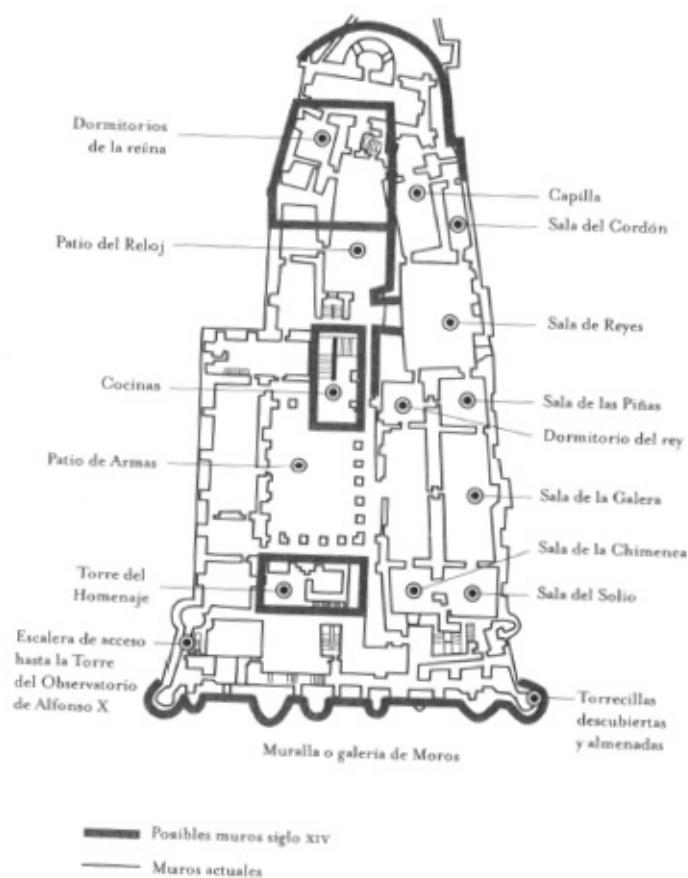 Dormitorios
de la reina
Capilla
Sala del Cordón
Patio del Reloj
Sala de Reyes
Cocinas
Sala de las Piñas
Dormitorio del rey
Patio de Armas
Sala de la Galera
Sala de la Chimenea
Torre del
Homenaje
Sala del Solio
Escalera de acceso
hasta la Torre
del Observatorio
de Alfonso X
Torrecillas
descubiertas
y almenadas
Muralla o galería de Moros
Posibles muros siglo XIV
Muros actuales